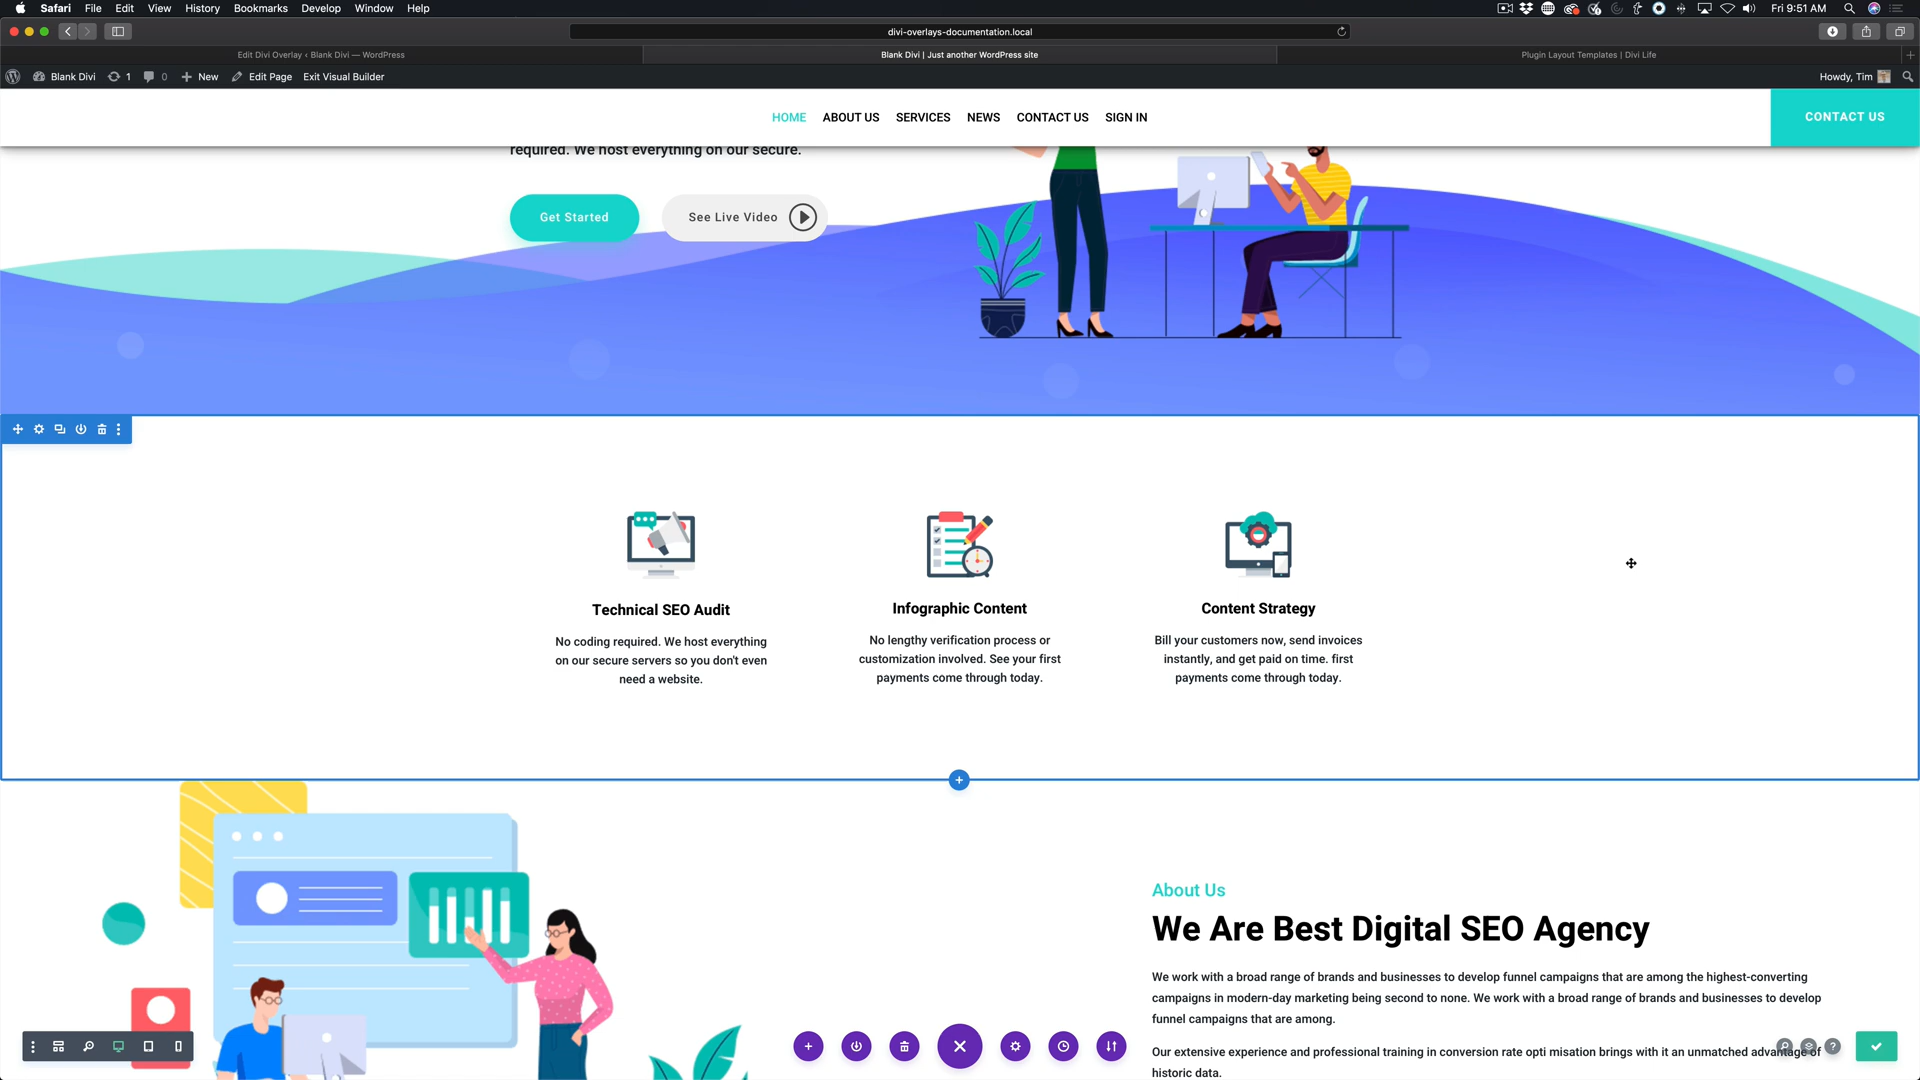 Safari File Edit View History Bookmarks Develop Window Help
Fri 9:51 AM
divi-overlays-documentation.local
Edit Divi Overlay ‹ Blank Divi — WordPress
Blank Divi | Just another WordPress site
Plugin Layout Templates | Divi Life
Blank Divi 1 0 New Edit Page Exit Visual Builder
Howdy, Tim
HOME ABOUT US SERVICES NEWS CONTACT US SIGN IN
CONTACT US
required. We host everything on our secure.
Get Started
See Live Video
Technical SEO Audit
No coding required. We host everything
on our secure servers so you don't even
need a website.
Infographic Content
No lengthy verification process or
customization involved. See your first
payments come through today.
Content Strategy
Bill your customers now, send invoices
instantly, and get paid on time. first
payments come through today.
About Us
We Are Best Digital SEO Agency
We work with a broad range of brands and businesses to develop funnel campaigns that are among the highest-converting
campaigns in modern-day marketing being second to none. We work with a broad range of brands and businesses to develop
funnel campaigns that are among.
Our extensive experience and professional training in conversion rate opti misation brings with it an unmatched advantage of
historic data.